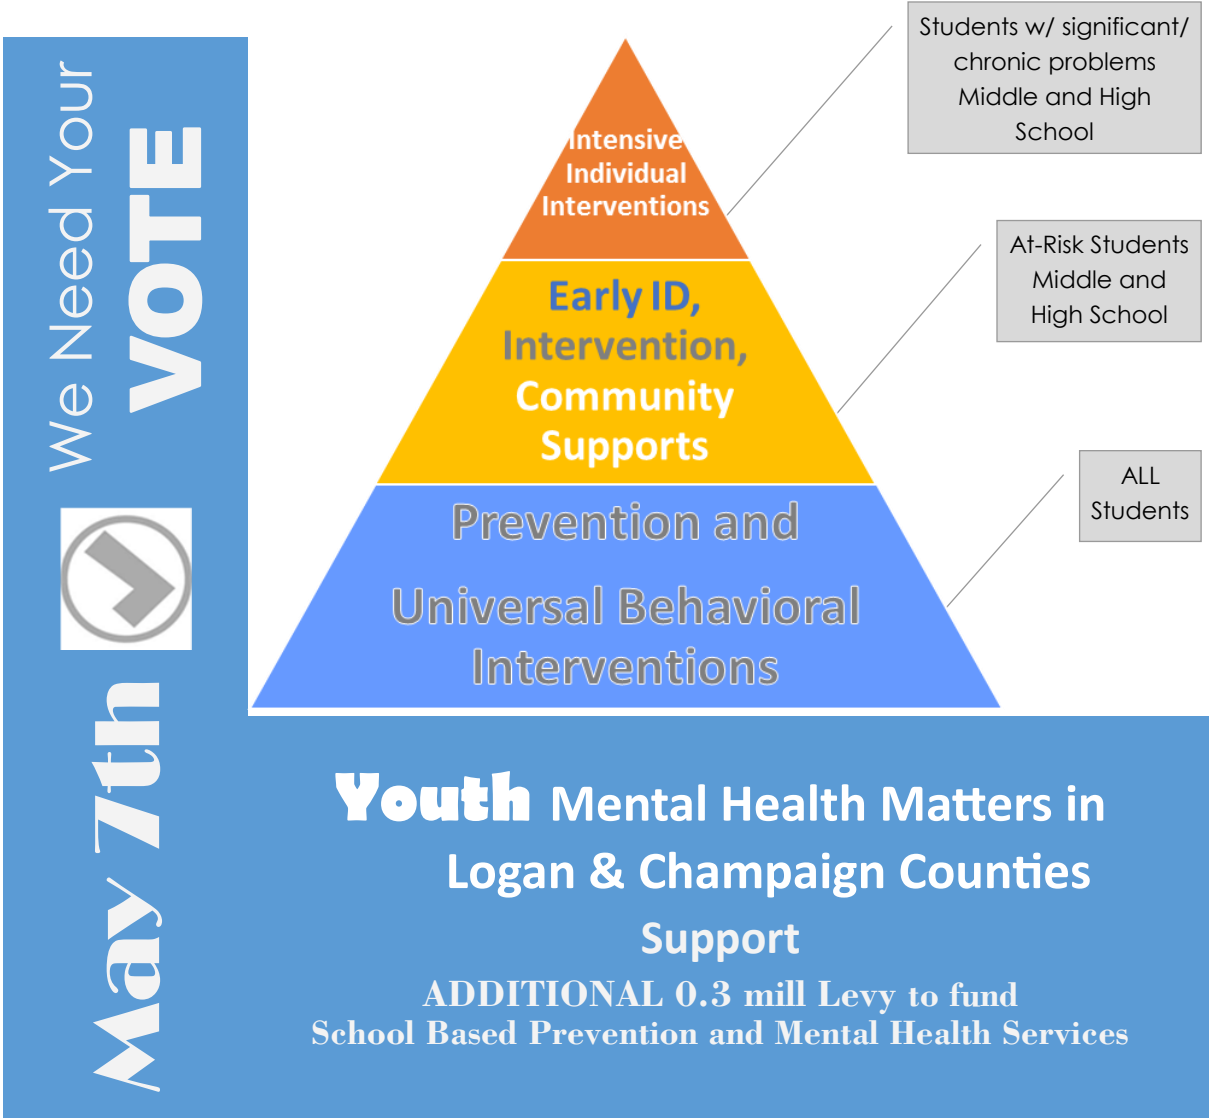 We Need Your
VOTE
May 7th
Intensive
Individual
Interventions
Students w/ significant/
chronic problems
Middle and High
School
Early ID,
Intervention,
Community
Supports
At-Risk Students
Middle and
High School
Prevention and
Universal Behavioral
Interventions
ALL
Students
Youth Mental Health Matters in
Logan & Champaign Counties
Support
ADDITIONAL 0.3 mill Levy to fund
School Based Prevention and Mental Health Services